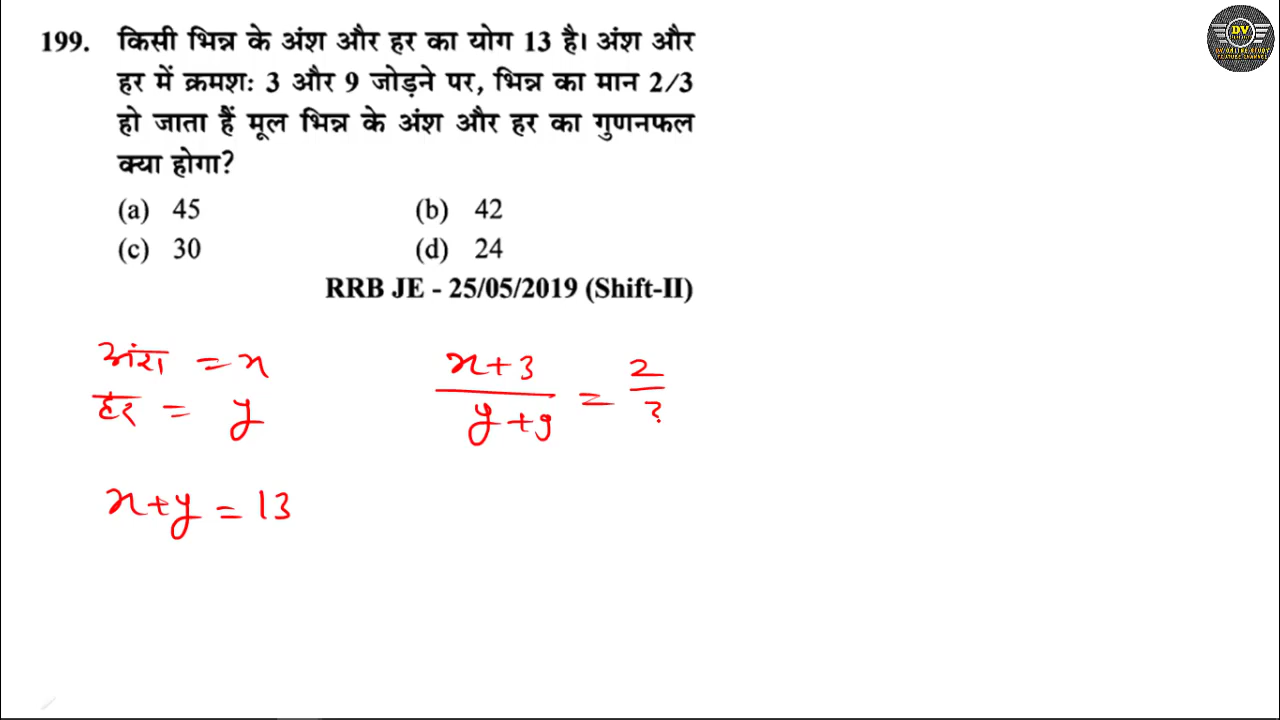 199. किसी भिन्न के अंश और हर का योग 13 है। अंश और
हर में क्रमशः 3 और 9 जोड़ने पर, भिन्न का मान 2/3
हो जाता हैं मूल भिन्न के अंश और हर का गुणनफल
क्या होगा?
(a) 45 (b) 42
(c) 30 (d) 24
RRB JE - 25/05/2019 (Shift-II)
अंश = x
हर = y
x+3 / y+9 = 2/3
x+y = 13
DV